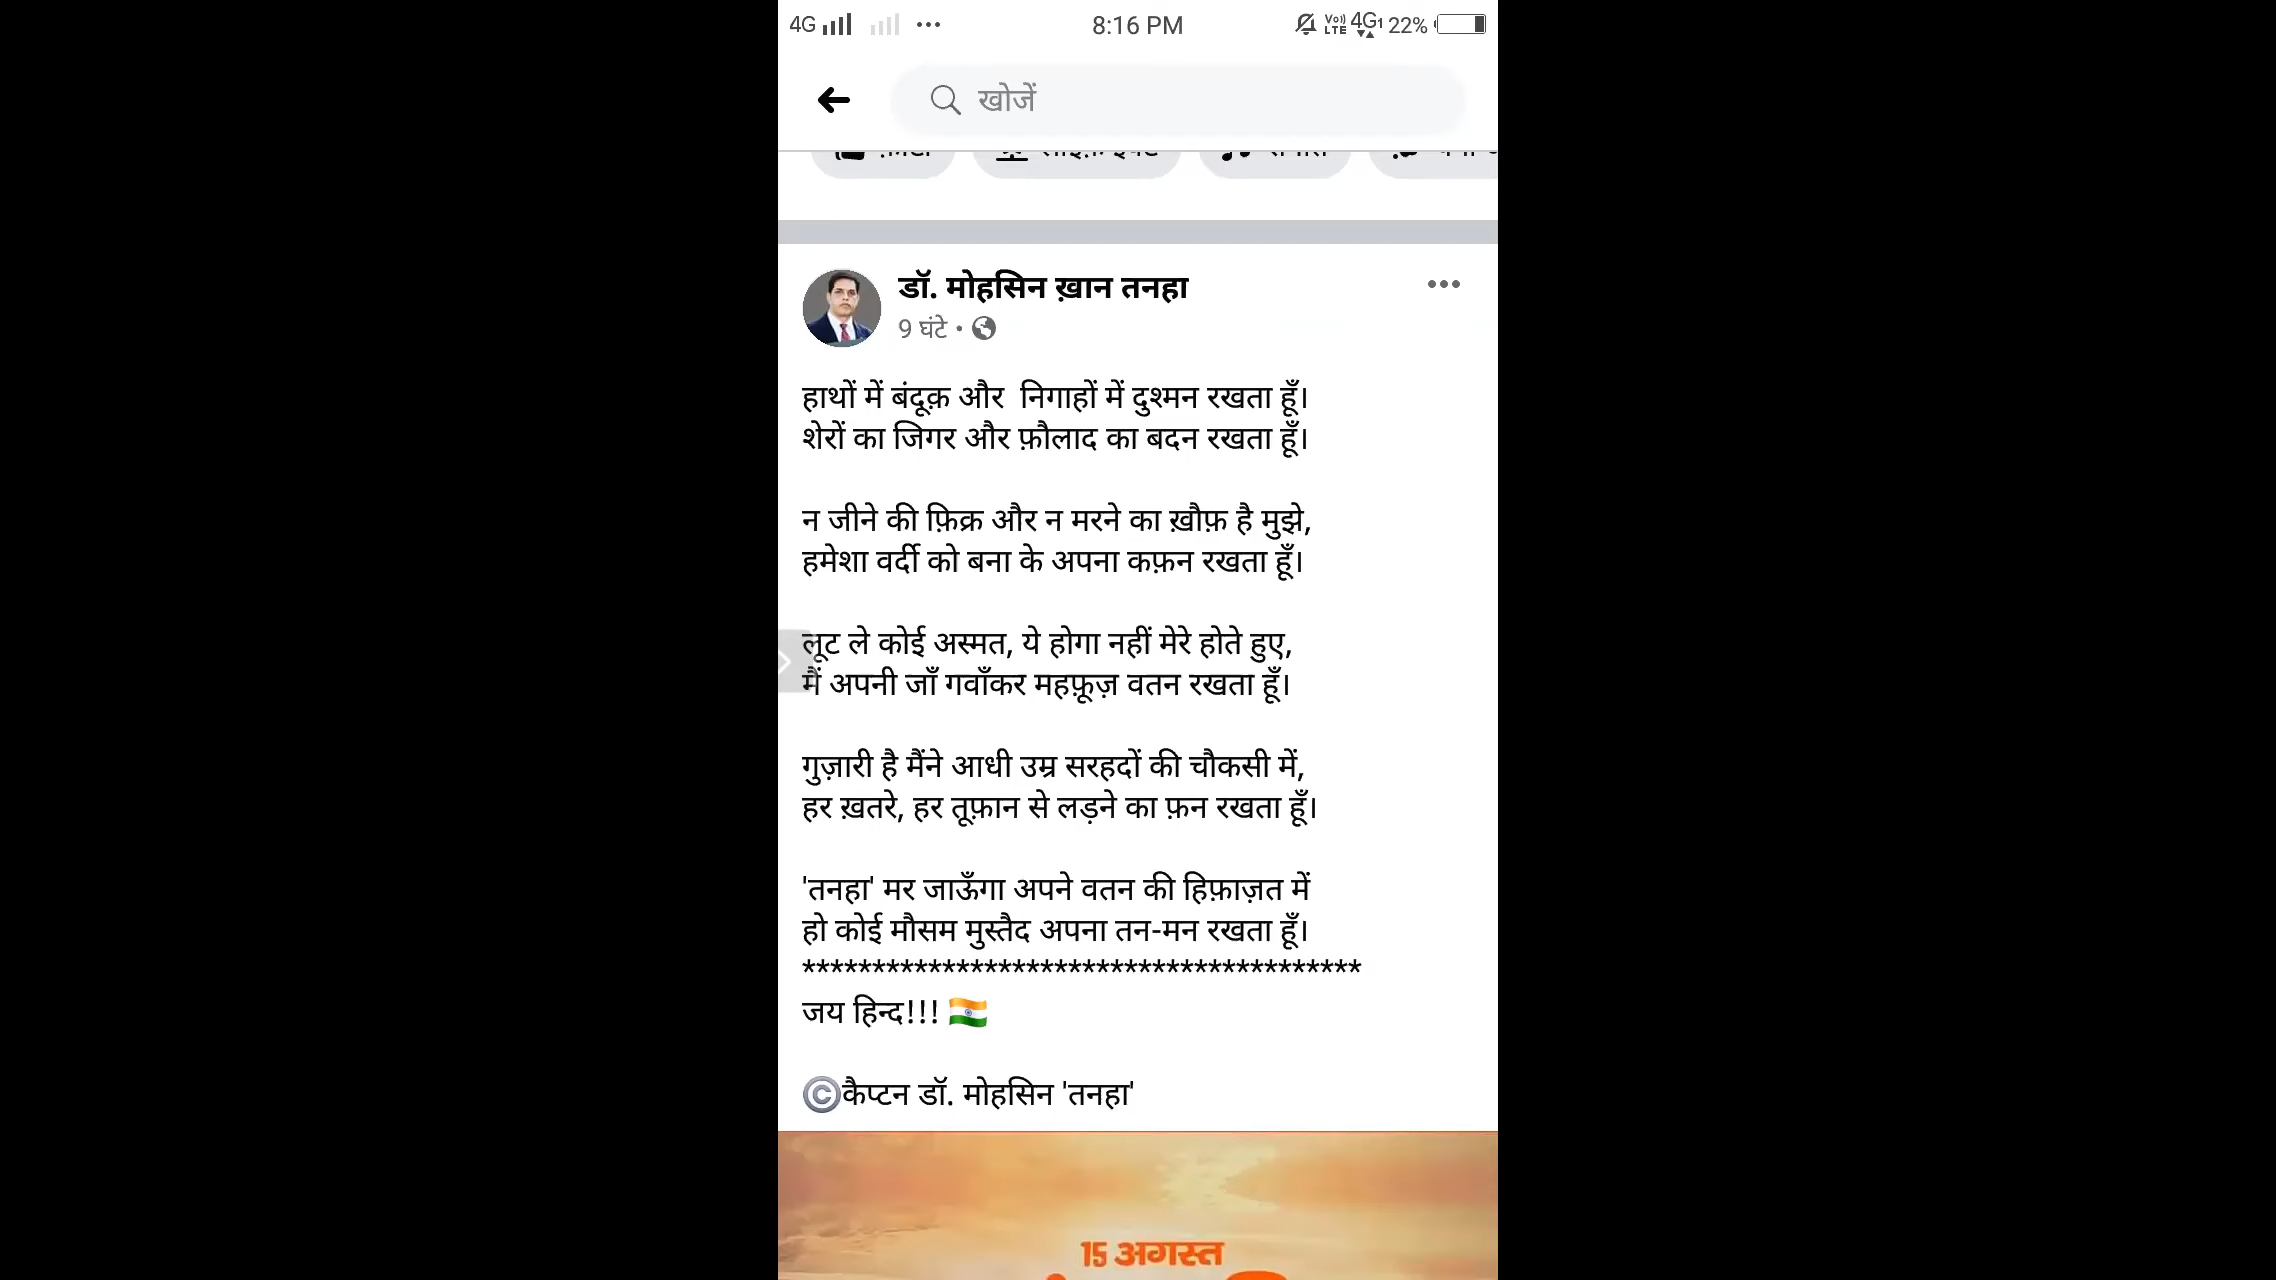 4G 8:16 PM VoLTE 4G1 22%
खोजें
डॉ. मोहसिन ख़ान तनहा
9 घंटे •
हाथों में बंदूक़ और  निगाहों में दुश्मन रखता हूँ।
शेरों का जिगर और फ़ौलाद का बदन रखता हूँ।
न जीने की फ़िक्र और न मरने का ख़ौफ़ है मुझे,
हमेशा वर्दी को बना के अपना कफ़न रखता हूँ।
लूट ले कोई अस्मत, ये होगा नहीं मेरे होते हुए,
मैं अपनी जाँ गवाँकर महफ़ूज़ वतन रखता हूँ।
गुज़ारी है मैंने आधी उम्र सरहदों की चौकसी में,
हर ख़तरे, हर तूफ़ान से लड़ने का फ़न रखता हूँ।
'तनहा' मर जाऊँगा अपने वतन की हिफ़ाज़त में
हो कोई मौसम मुस्तैद अपना तन-मन रखता हूँ।
****************************************
जय हिन्द!!! 🇮🇳
©कैप्टन डॉ. मोहसिन 'तनहा'
15 अगस्त